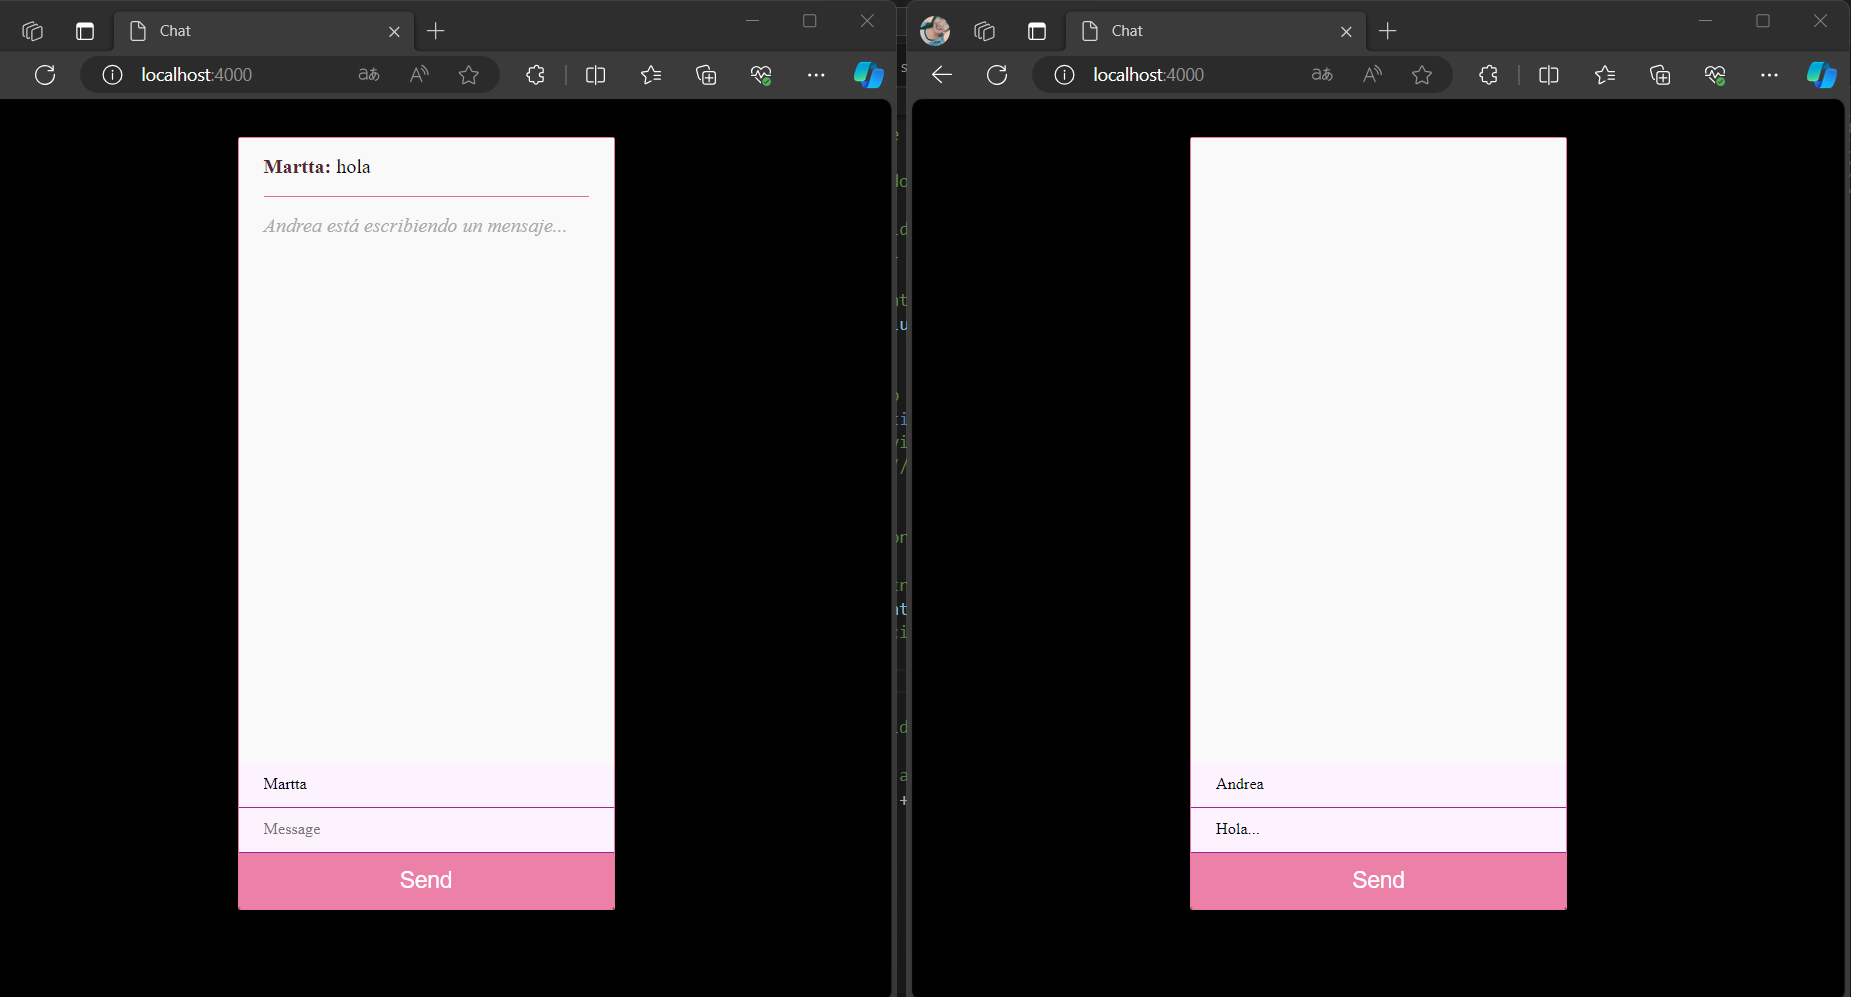 Chat
localhost:4000
Martta: hola
Andrea está escribiendo un mensaje...
Martta
Message
Send
Chat
localhost:4000
Andrea
Hola...
Send